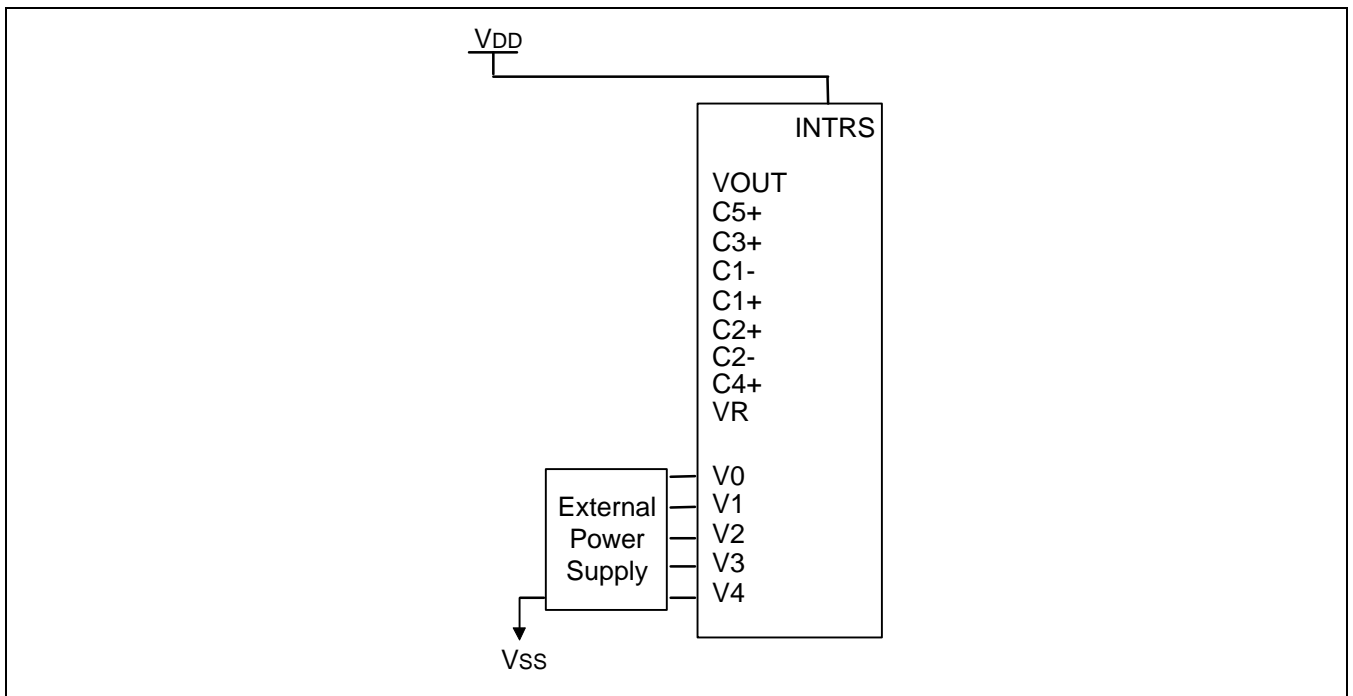 VDD
INTRS
VOUT
C5+
C3+
C1-
C1+
C2+
C2-
C4+
VR
V0
V1
V2
V3
V4
External
Power
Supply
VSS